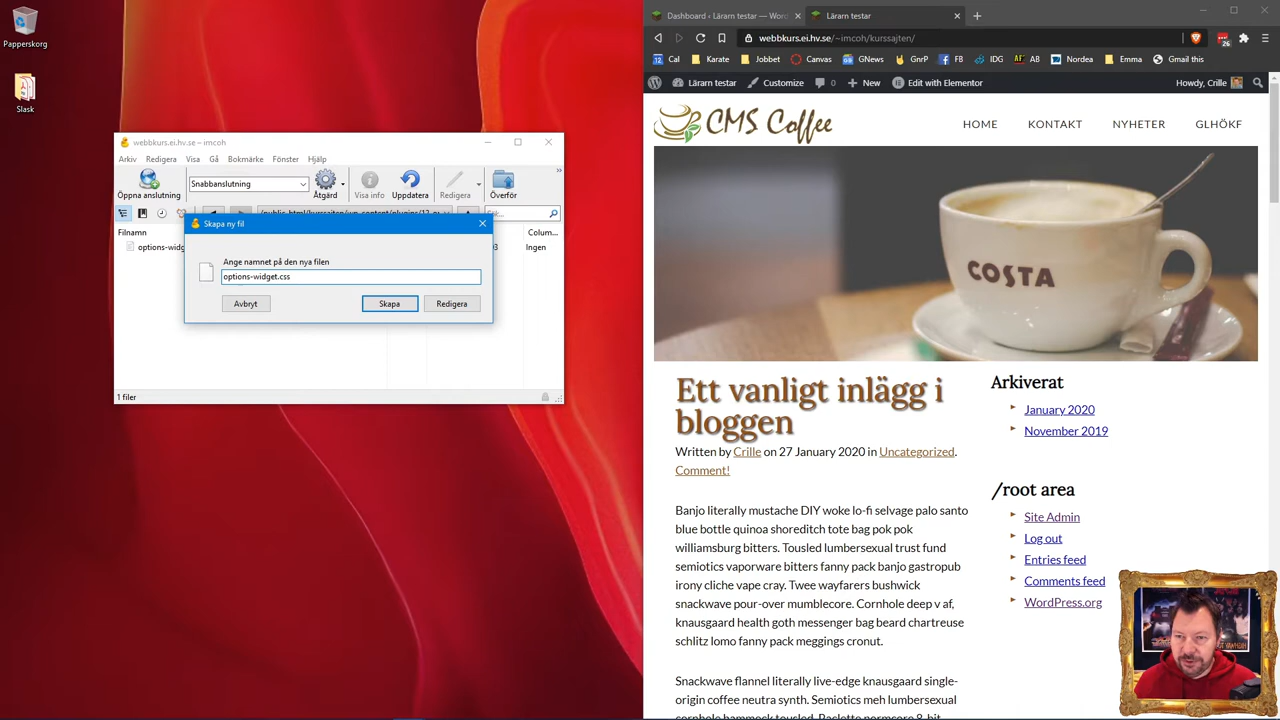 Papperskorg
Slask
webbkurs.ei.hv.se – imcoh
Arkiv Redigera Visa Gå Bokmärke Fönster Hjälp
Öppna anslutning
Snabbanslutning
Åtgärd
Visa info
Uppdatera
Redigera
Överför
Filnamn
Colum...
options-widg
Ingen
Skapa ny fil
Ange namnet på den nya filen
options-widget.css
Avbryt
Skapa
Redigera
1 filer
Dashboard ‹ Lärarn testar — Wor
Lärarn testar
webbkurs.ei.hv.se/~imcoh/kurssajten/
26
Cal Karate Jobbet Canvas GNews GnrP FB IDG AB Nordea Emma Gmail this
Lärarn testar Customize 0 New Edit with Elementor Howdy, Crille
CMS Coffee
HOME KONTAKT NYHETER GLHÖKF
COSTA
Ett vanligt inlägg i
bloggen
Written by Crille on 27 January 2020 in Uncategorized.
Comment!
Banjo literally mustache DIY woke lo-fi selvage palo santo
blue bottle quinoa shoreditch tote bag pok pok
williamsburg bitters. Tousled lumbersexual trust fund
semiotics vaporware bitters fanny pack banjo gastropub
irony cliche vape cray. Twee wayfarers bushwick
snackwave pour-over mumblecore. Cornhole deep v af,
knausgaard health goth messenger bag beard chartreuse
schlitz lomo fanny pack meggings cronut.
Snackwave flannel literally live-edge knausgaard single-
origin coffee neutra synth. Semiotics meh lumbersexual
Arkiverat
January 2020
November 2019
/root area
Site Admin
Log out
Entries feed
Comments feed
WordPress.org